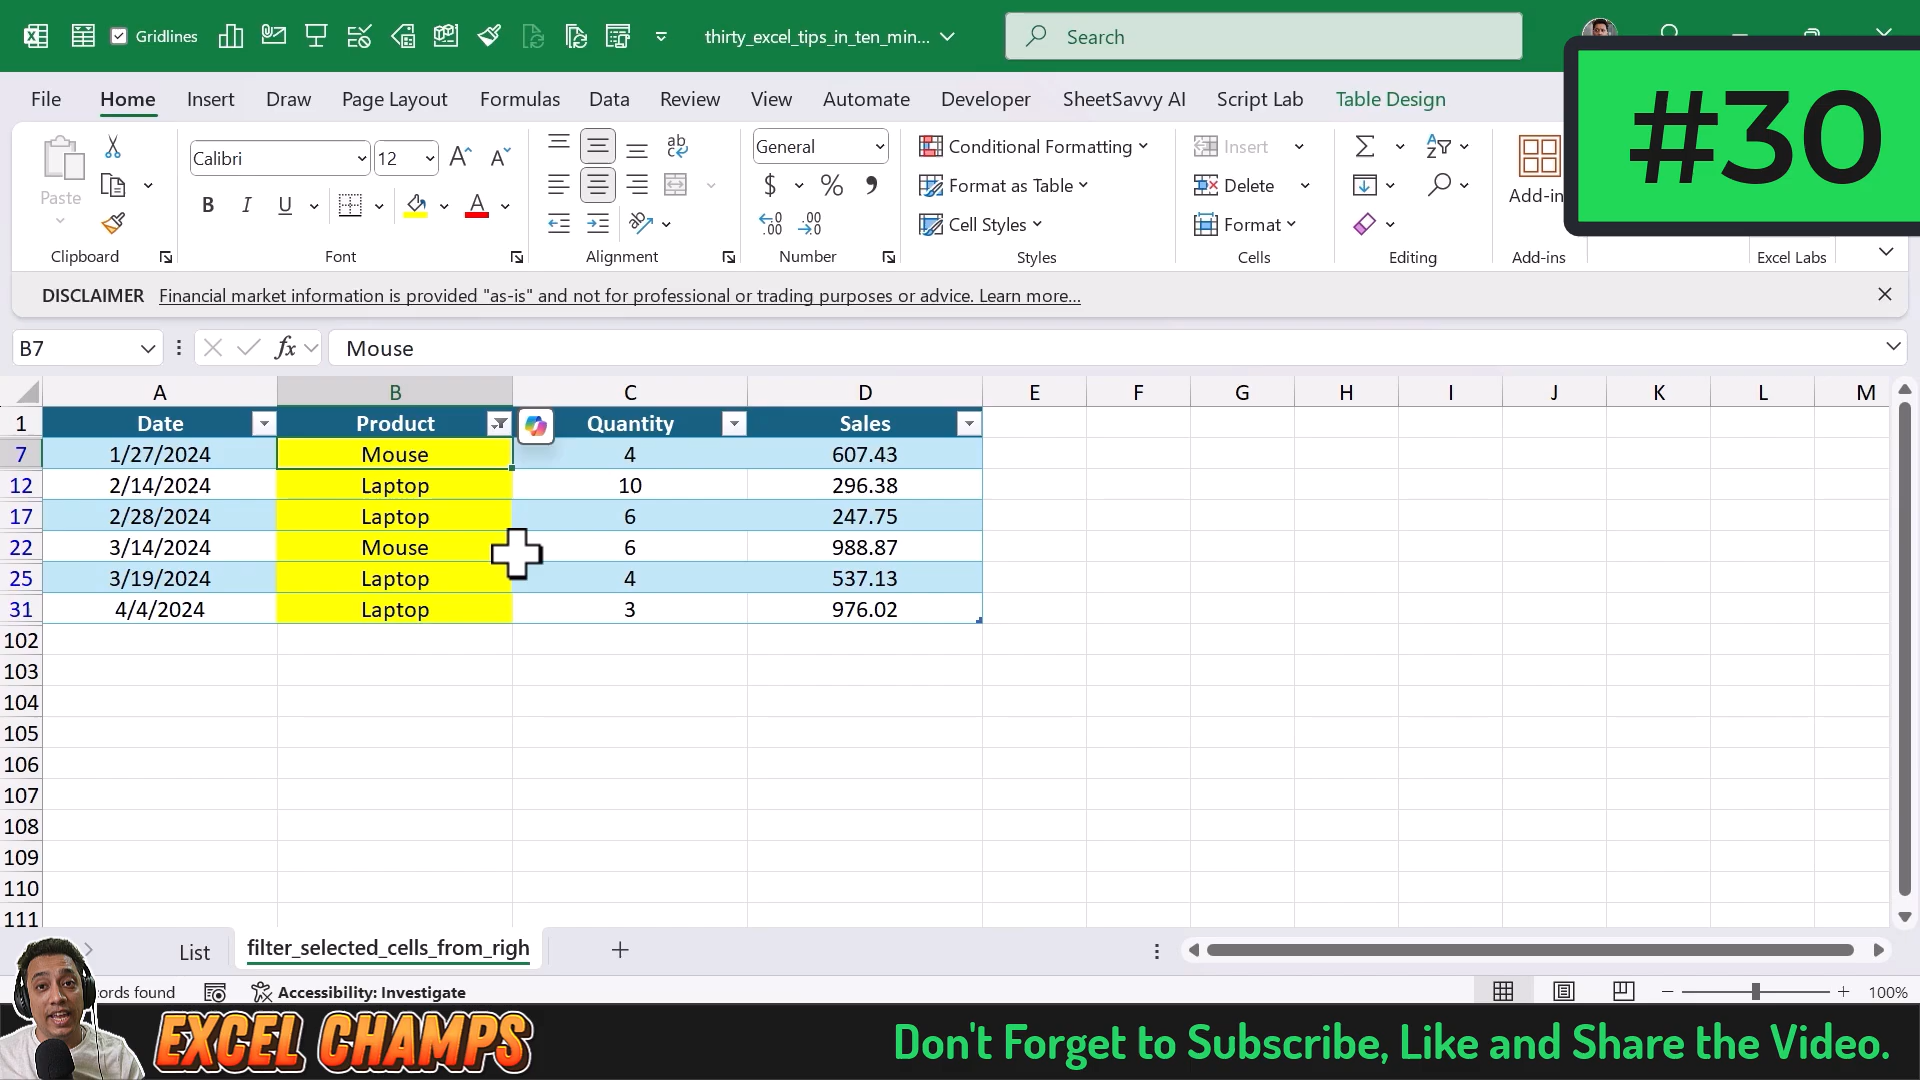 Gridlines
thirty_excel_tips_in_ten_min...
Search
#30
File Home Insert Draw Page Layout Formulas Data Review View Automate Developer SheetSavvy AI Script Lab Table Design
Paste
Calibri 12
B I U A
ab
General
$ % 9
Conditional Formatting
Format as Table
Cell Styles
Insert
Delete
Format
Add-in
Clipboard Font Alignment Number Styles Cells Editing Add-ins Excel Labs
DISCLAIMER Financial market information is provided "as-is" and not for professional or trading purposes or advice. Learn more...
B7 fx Mouse
A B C D E F G H I J K L M
1 Date Product Quantity Sales
7 1/27/2024 Mouse 4 607.43
12 2/14/2024 Laptop 10 296.38
17 2/28/2024 Laptop 6 247.75
22 3/14/2024 Mouse 6 988.87
25 3/19/2024 Laptop 4 537.13
31 4/4/2024 Laptop 3 976.02
102
103
104
105
106
107
108
109
110
111
List filter_selected_cells_from_righ
ords found Accessibility: Investigate 100%
EXCEL CHAMPS
Don't Forget to Subscribe, Like and Share the Video.